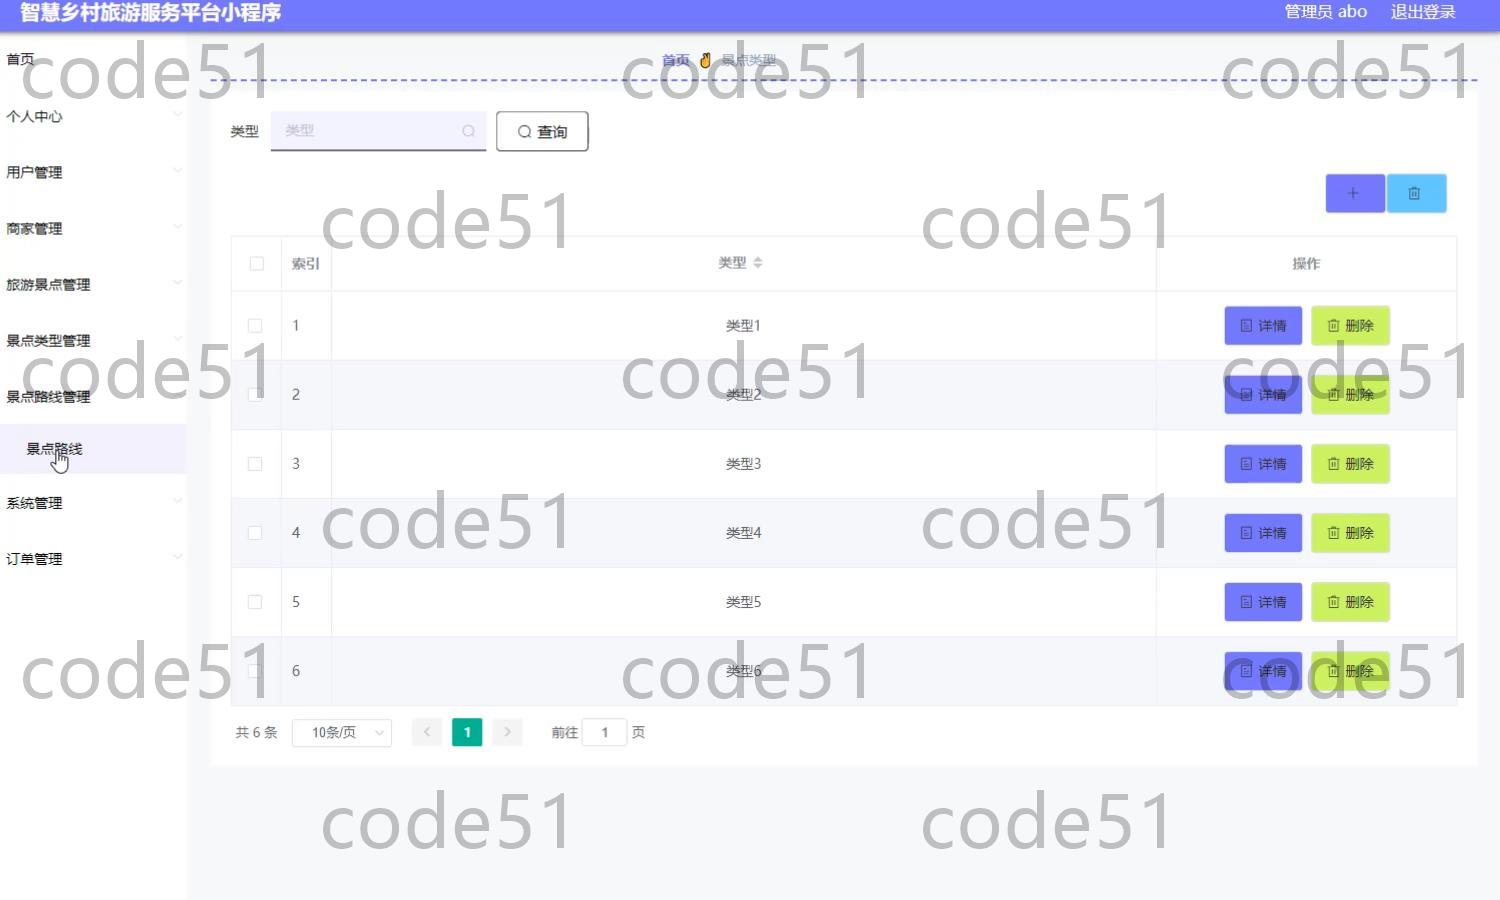 智慧乡村旅游服务平台小程序
管理员 abo 退出登录
首页
个人中心
用户管理
商家管理
旅游景点管理
景点类型管理
景点路线管理
景点路线
系统管理
订单管理
首页 景点类型
类型 类型 查询
索引 类型 操作
1 类型1 详情 删除
2 类型2 详情 删除
3 类型3 详情 删除
4 类型4 详情 删除
5 类型5 详情 删除
6 类型6 详情 删除
共 6 条 10条/页 1 前往 1 页
code51 code51 code51
code51 code51
code51 code51 code51
code51 code51
code51 code51 code51
code51 code51